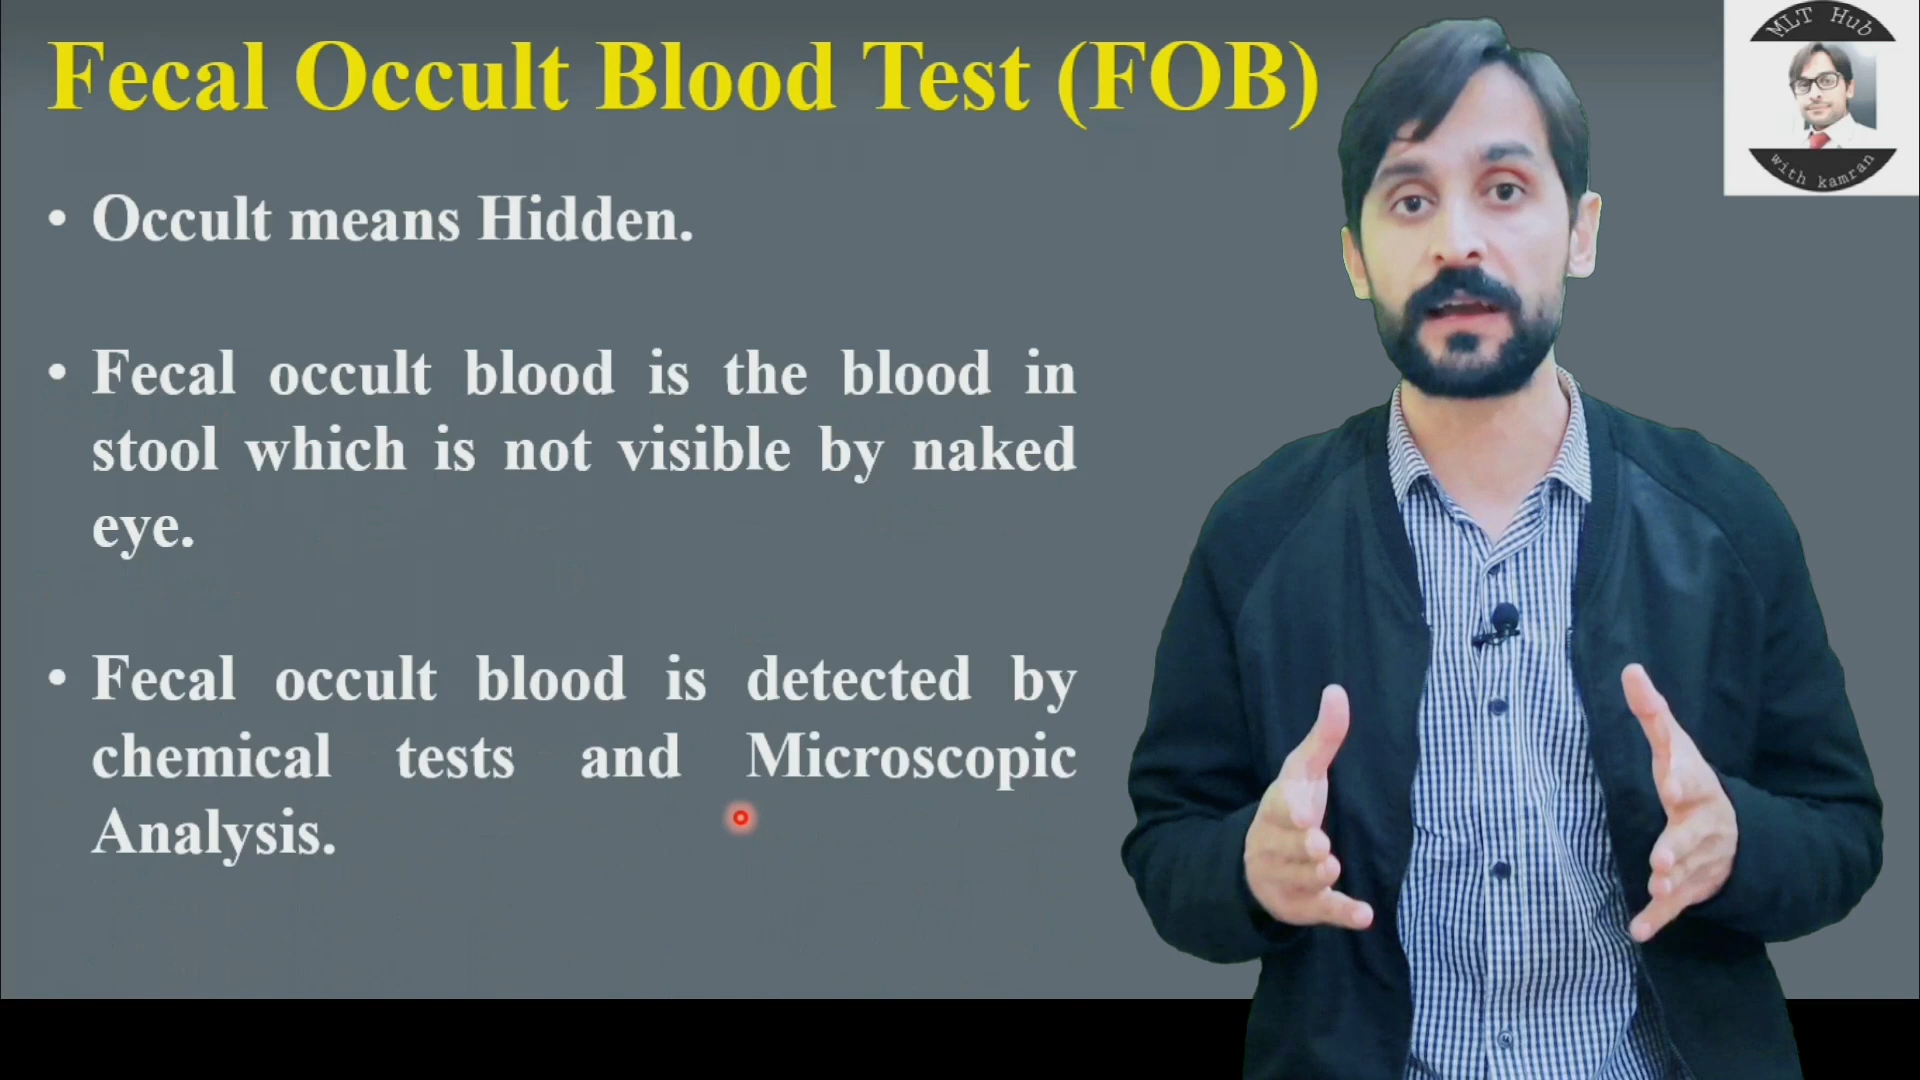 Fecal Occult Blood Test (FOB)
MLT Hub
with kamran
• Occult means Hidden.
• Fecal occult blood is the blood in
stool which is not visible by naked
eye.
• Fecal occult blood is detected by
chemical tests and Microscopic
Analysis.